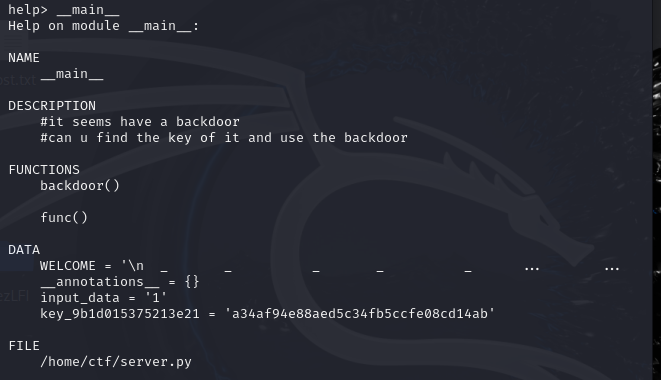 help> __main__
Help on module __main__:
NAME
__main__
DESCRIPTION
#it seems have a backdoor
#can u find the key of it and use the backdoor
FUNCTIONS
backdoor()
func()
DATA
WELCOME = '\n  _       _          _       _          _       ...        ...
__annotations__ = {}
input_data = '1'
key_9b1d015375213e21 = 'a34af94e88aed5c34fb5ccfe08cd14ab'
FILE
/home/ctf/server.py